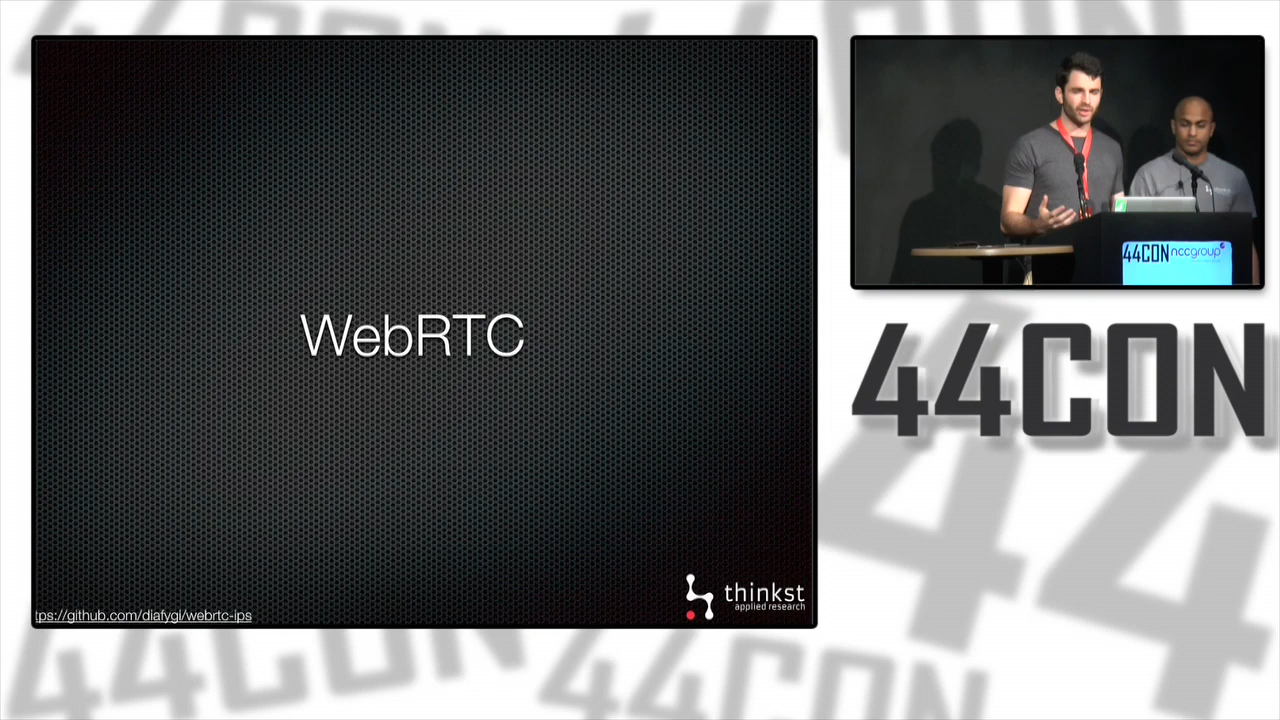 WebRTC
tps://github.com/diafygi/webrtc-ips
thinkst
applied research
44CON nccgroup
44CON